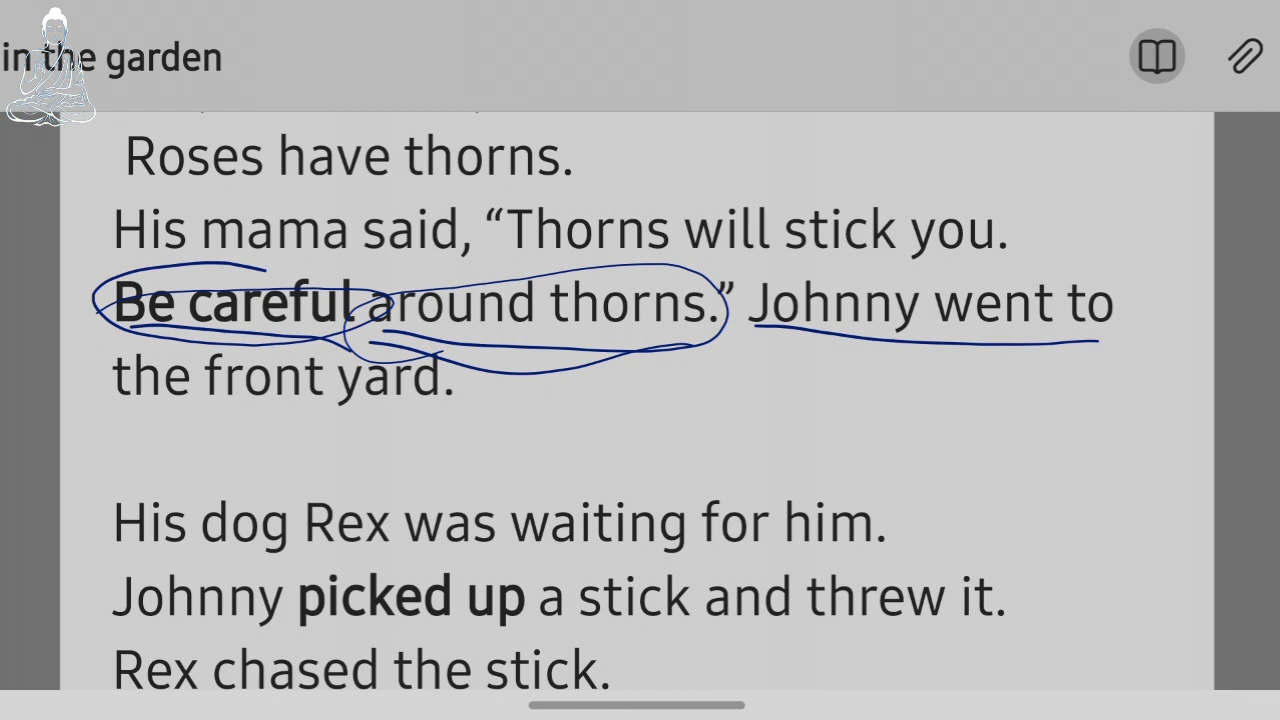 in the garden
Roses have thorns.
His mama said, “Thorns will stick you.
Be careful around thorns.” Johnny went to
the front yard.
His dog Rex was waiting for him.
Johnny picked up a stick and threw it.
Rex chased the stick.